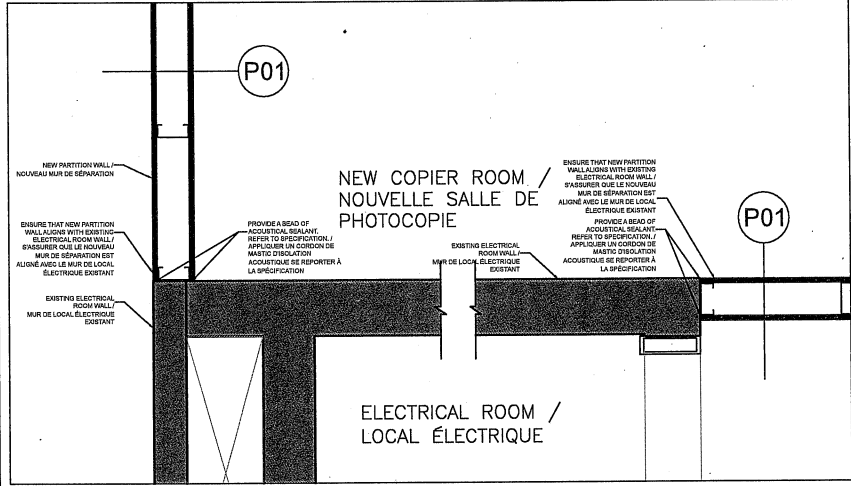 P01
NEW PARTITION WALL /
NOUVEAU MUR DE SÉPARATION
ENSURE THAT NEW PARTITION
WALL ALIGNS WITH EXISTING
ELECTRICAL ROOM WALL /
S'ASSURER QUE LE NOUVEAU
MUR DE SÉPARATION EST
ALIGNÉ AVEC LE MUR DE LOCAL
ÉLECTRIQUE EXISTANT
EXISTING ELECTRICAL
ROOM WALL /
MUR DE LOCAL ÉLECTRIQUE
EXISTANT
PROVIDE A BEAD OF
ACOUSTICAL SEALANT,
REFER TO SPECIFICATION. /
APPLIQUER UN CORDON DE
MASTIC D'ISOLATION
ACOUSTIQUE SE REPORTER À
LA SPÉCIFICATION
NEW COPIER ROOM /
NOUVELLE SALLE DE
PHOTOCOPIE
EXISTING ELECTRICAL
ROOM WALL /
MUR DE LOCAL ÉLECTRIQUE
EXISTANT
ENSURE THAT NEW PARTITION
WALL ALIGNS WITH EXISTING
ELECTRICAL ROOM WALL /
S'ASSURER QUE LE NOUVEAU
MUR DE SÉPARATION EST
ALIGNÉ AVEC LE MUR DE LOCAL
ÉLECTRIQUE EXISTANT
PROVIDE A BEAD OF
ACOUSTICAL SEALANT,
REFER TO SPECIFICATION. /
APPLIQUER UN CORDON DE
MASTIC D'ISOLATION
ACOUSTIQUE SE REPORTER À
LA SPÉCIFICATION
P01
ELECTRICAL ROOM /
LOCAL ÉLECTRIQUE